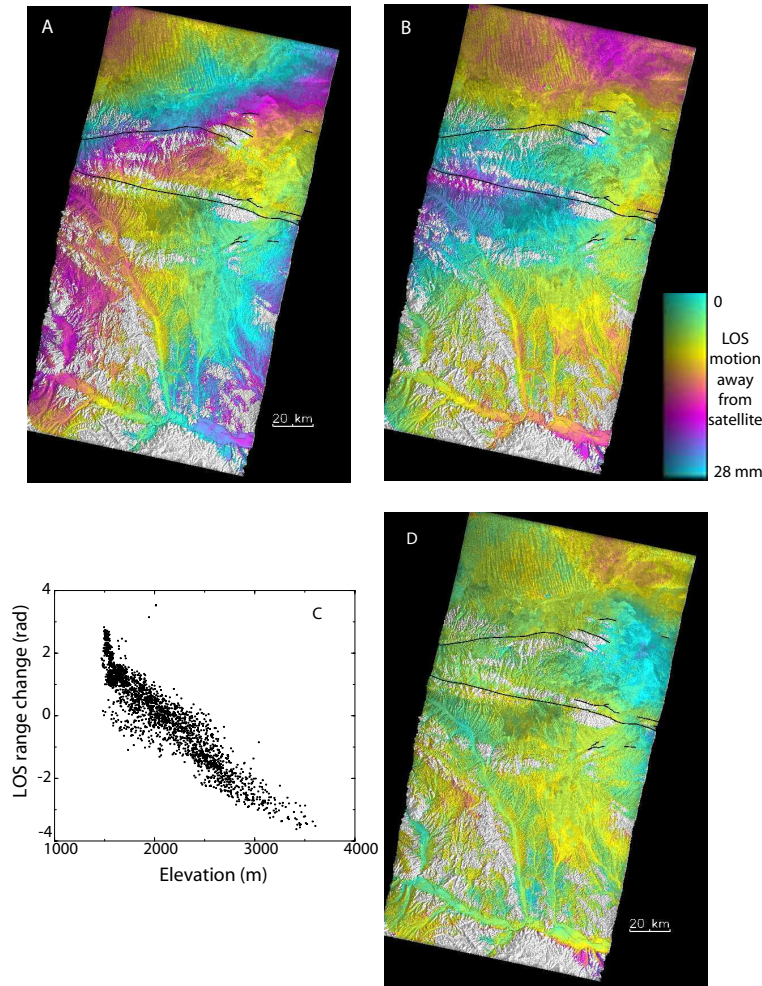 A
B
0
LOS
motion
away
from
satellite
28 mm
20 km
D
20 km
C
4
2
0
-2
-4
LOS range change (rad)
1000
2000
3000
4000
Elevation (m)